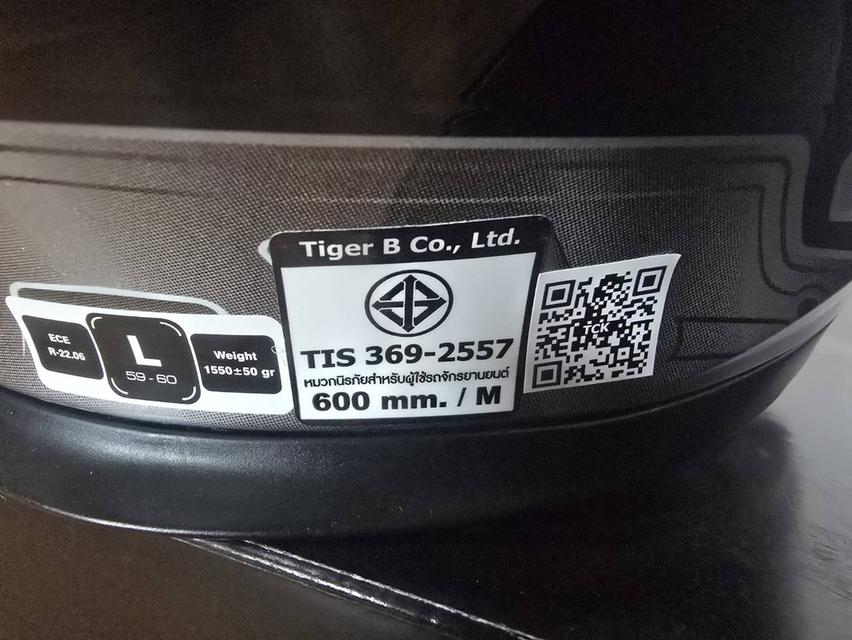 ECE
R-22.06
L
59-60
Weight
1550±50 gr
Tiger B Co., Ltd.
TIS 369-2557
หมวกนิรภัยสำหรับผู้ใช้รถจักรยานยนต์
600 mm. / M
TCK